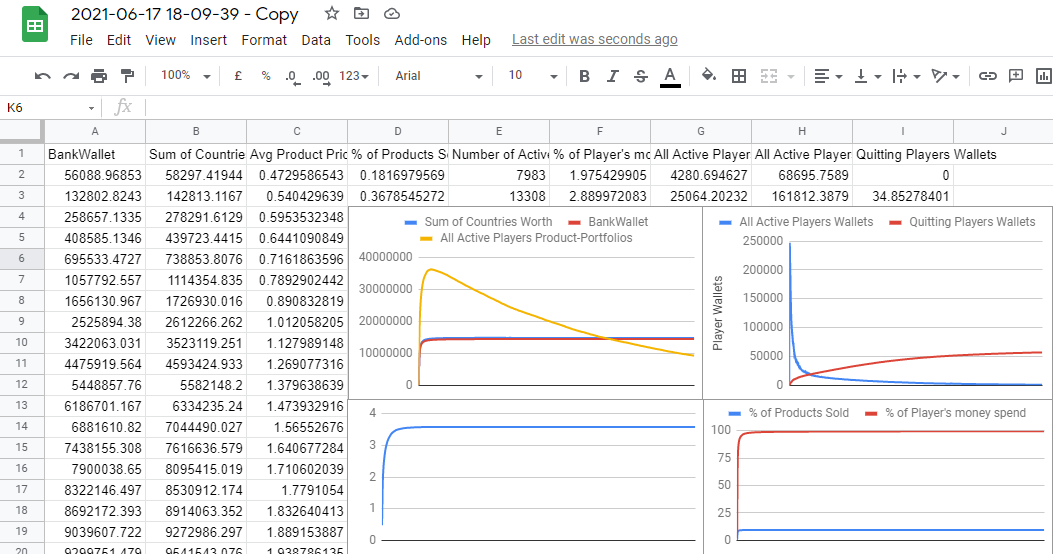 2021-06-17 18-09-39 - Copy
File Edit View Insert Format Data Tools Add-ons Help Last edit was seconds ago
100% £ % .0 .00 123 Arial 10 B I S A
K6 fx
A B C D E F G H I J
1 BankWallet Sum of Countrie Avg Product Pric % of Products S Number of Active % of Player's mo All Active Player All Active Player Quitting Players Wallets
2 56088.96853 58297.41944 0.4729586543 0.1816979569 7983 1.975429905 4280.694627 68695.7589 0
3 132802.8243 142813.1167 0.540429639 0.3678545272 13308 2.889972083 25064.20232 161812.3879 34.85278401
4 258657.1335 278291.6129 0.5953532348
5 408585.1346 439723.4415 0.6441090849
6 695533.4727 738853.8076 0.7161863596
7 1057792.557 1114354.835 0.7892902442
8 1656130.967 1726930.016 0.890832819
9 2525894.38 2612266.262 1.012058205
10 3422063.031 3523119.251 1.127989148
11 4475919.564 4593424.933 1.269077316
12 5448857.76 5582148.2 1.379638639
13 6186701.167 6334235.24 1.473932916
14 6881610.82 7044490.027 1.56552676
15 7438155.308 7616636.579 1.640677284
16 7900038.65 8095415.019 1.710602039
17 8322146.497 8530912.174 1.7791054
18 8692172.393 8914063.352 1.832640413
19 9039607.722 9272986.297 1.889153887
20 9299751.479 9541543.076 1.938786135
Sum of Countries Worth BankWallet
All Active Players Product-Portfolios
40000000
30000000
20000000
10000000
0
All Active Players Wallets Quitting Players Wallets
Player Wallets
250000
200000
150000
100000
50000
0
4
3
2
1
0
% of Products Sold % of Player's money spend
100
75
50
25
0